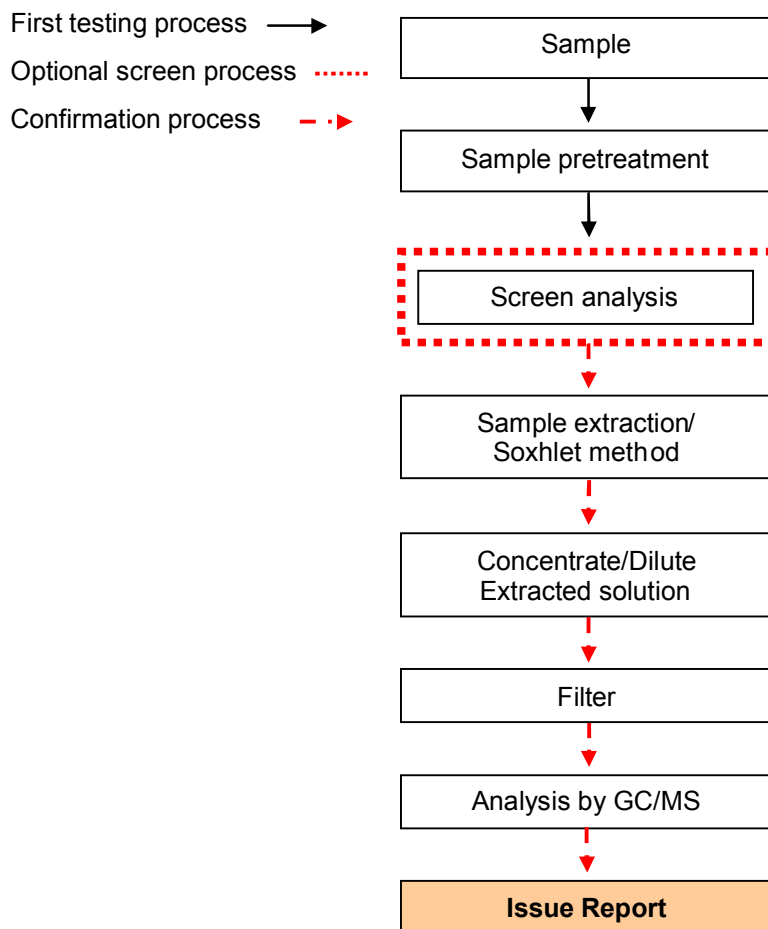 First testing process
Optional screen process
Confirmation process
Sample
Sample pretreatment
Screen analysis
Sample extraction/
Soxhlet method
Concentrate/Dilute
Extracted solution
Filter
Analysis by GC/MS
Issue Report